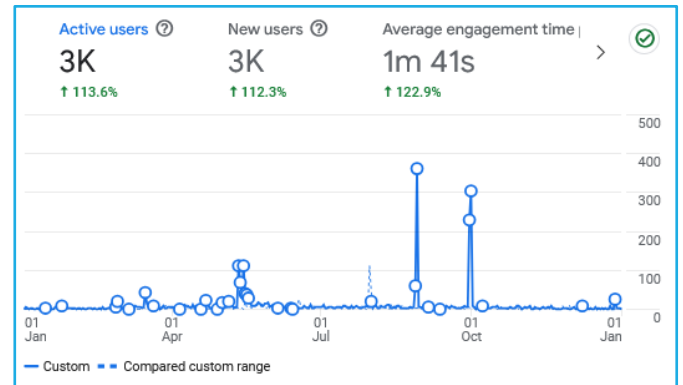 Active users New users Average engagement time
3K 3K 1m 41s
↑ 113.6% ↑ 112.3% ↑ 122.9%
500
400
300
200
100
0
01 01 01 01 01
Jan Apr Jul Oct Jan
Custom Compared custom range